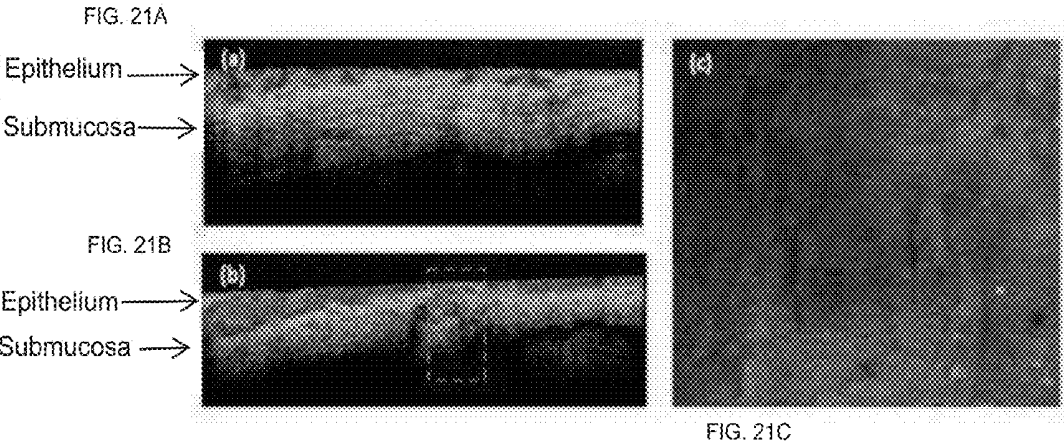 FIG. 21A
Epithelium
Submucosa
(a)
(c)
FIG. 21B
Epithelium
Submucosa
(b)
FIG. 21C